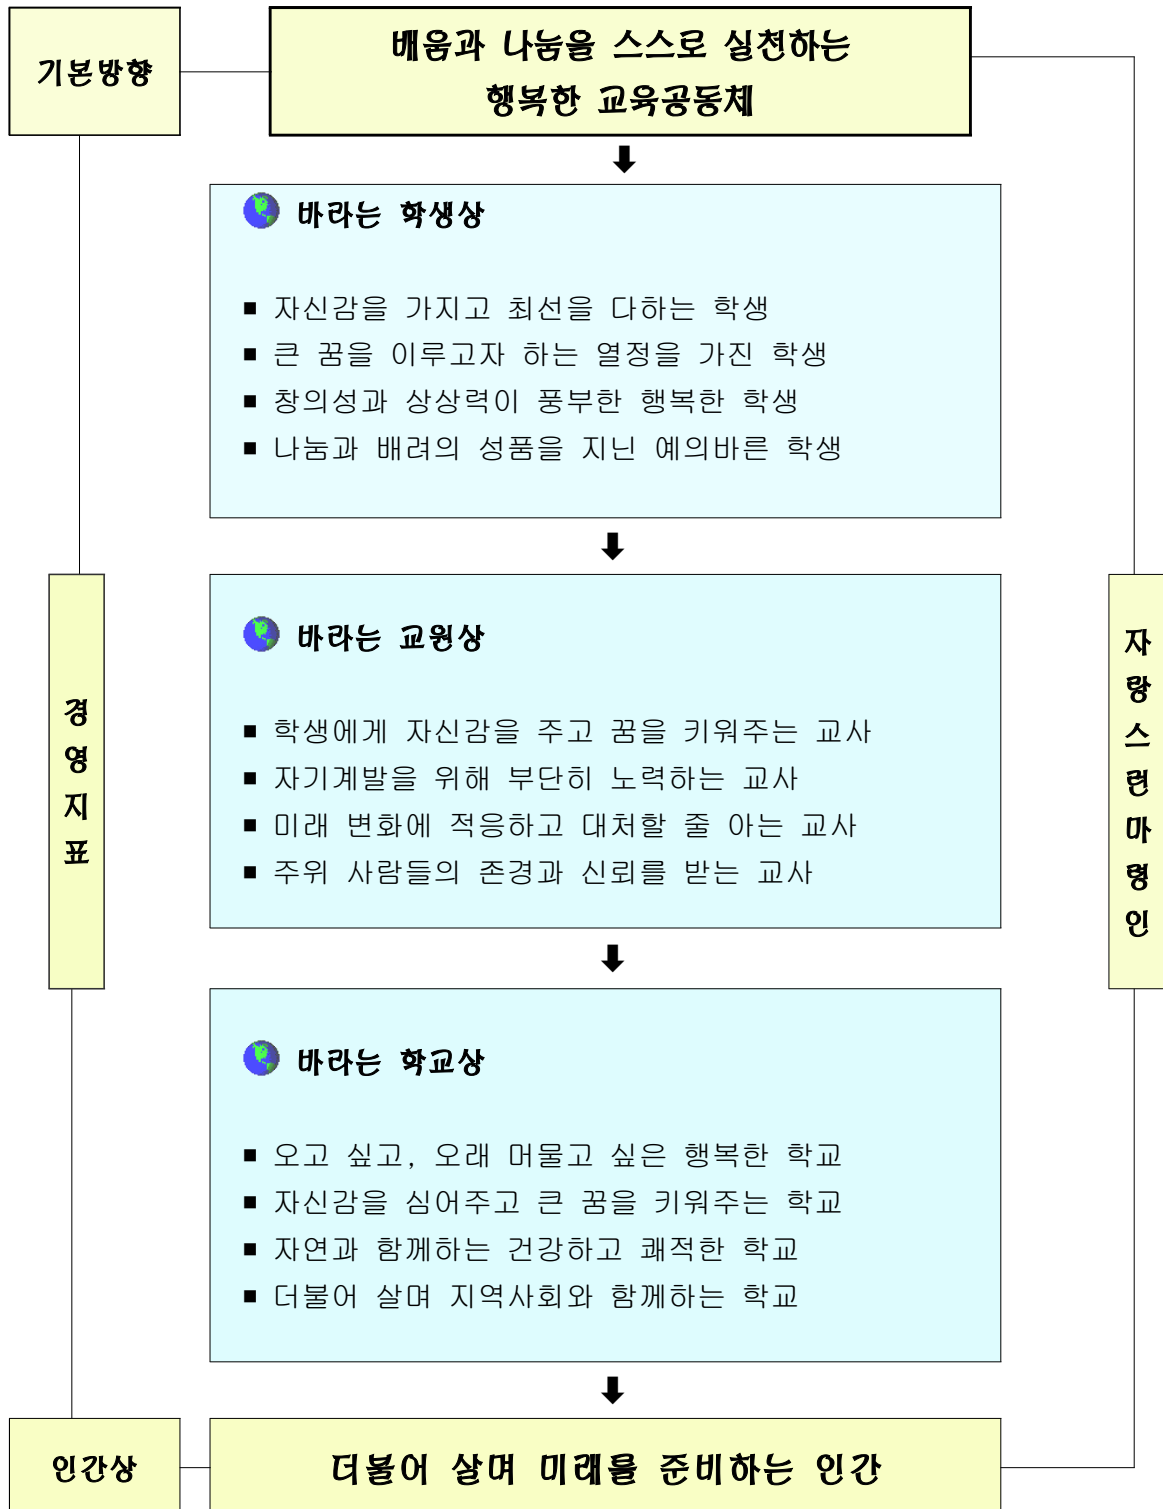 기본방향
배움과 나눔을 스스로 실천하는
행복한 교육공동체
바라는 학생상
■ 자신감을 가지고 최선을 다하는 학생
■ 큰 꿈을 이루고자 하는 열정을 가진 학생
■ 창의성과 상상력이 풍부한 행복한 학생
■ 나눔과 배려의 성품을 지닌 예의바른 학생
경영지표
바라는 교원상
■ 학생에게 자신감을 주고 꿈을 키워주는 교사
■ 자기계발을 위해 부단히 노력하는 교사
■ 미래 변화에 적응하고 대처할 줄 아는 교사
■ 주위 사람들의 존경과 신뢰를 받는 교사
자랑스런마령인
바라는 학교상
■ 오고 싶고, 오래 머물고 싶은 행복한 학교
■ 자신감을 심어주고 큰 꿈을 키워주는 학교
■ 자연과 함께하는 건강하고 쾌적한 학교
■ 더불어 살며 지역사회와 함께하는 학교
인간상
더불어 살며 미래를 준비하는 인간